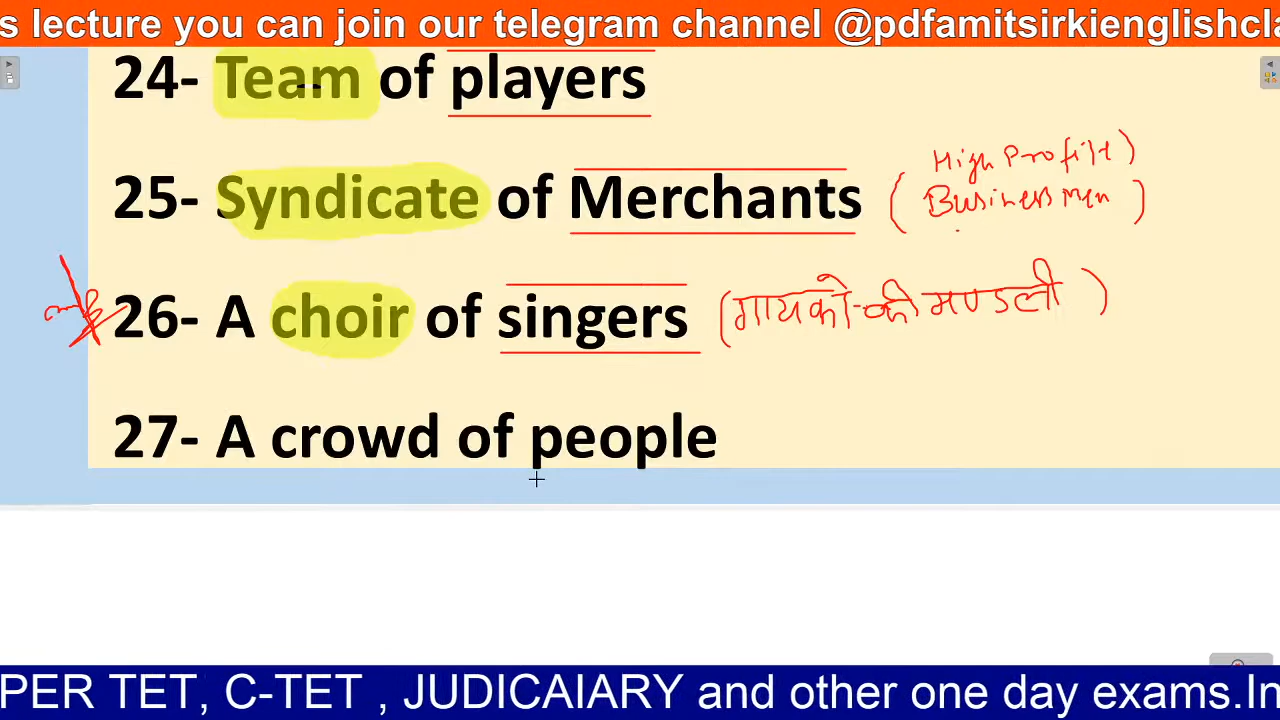 s lecture you can join our telegram channel @pdfamitsirkienglishcla
24- Team of players
25- Syndicate of Merchants (High Profile) Business Men)
26- A choir of singers (गायको-की मण्डली)
27- A crowd of people
PER TET, C-TET , JUDICAIARY and other one day exams.In